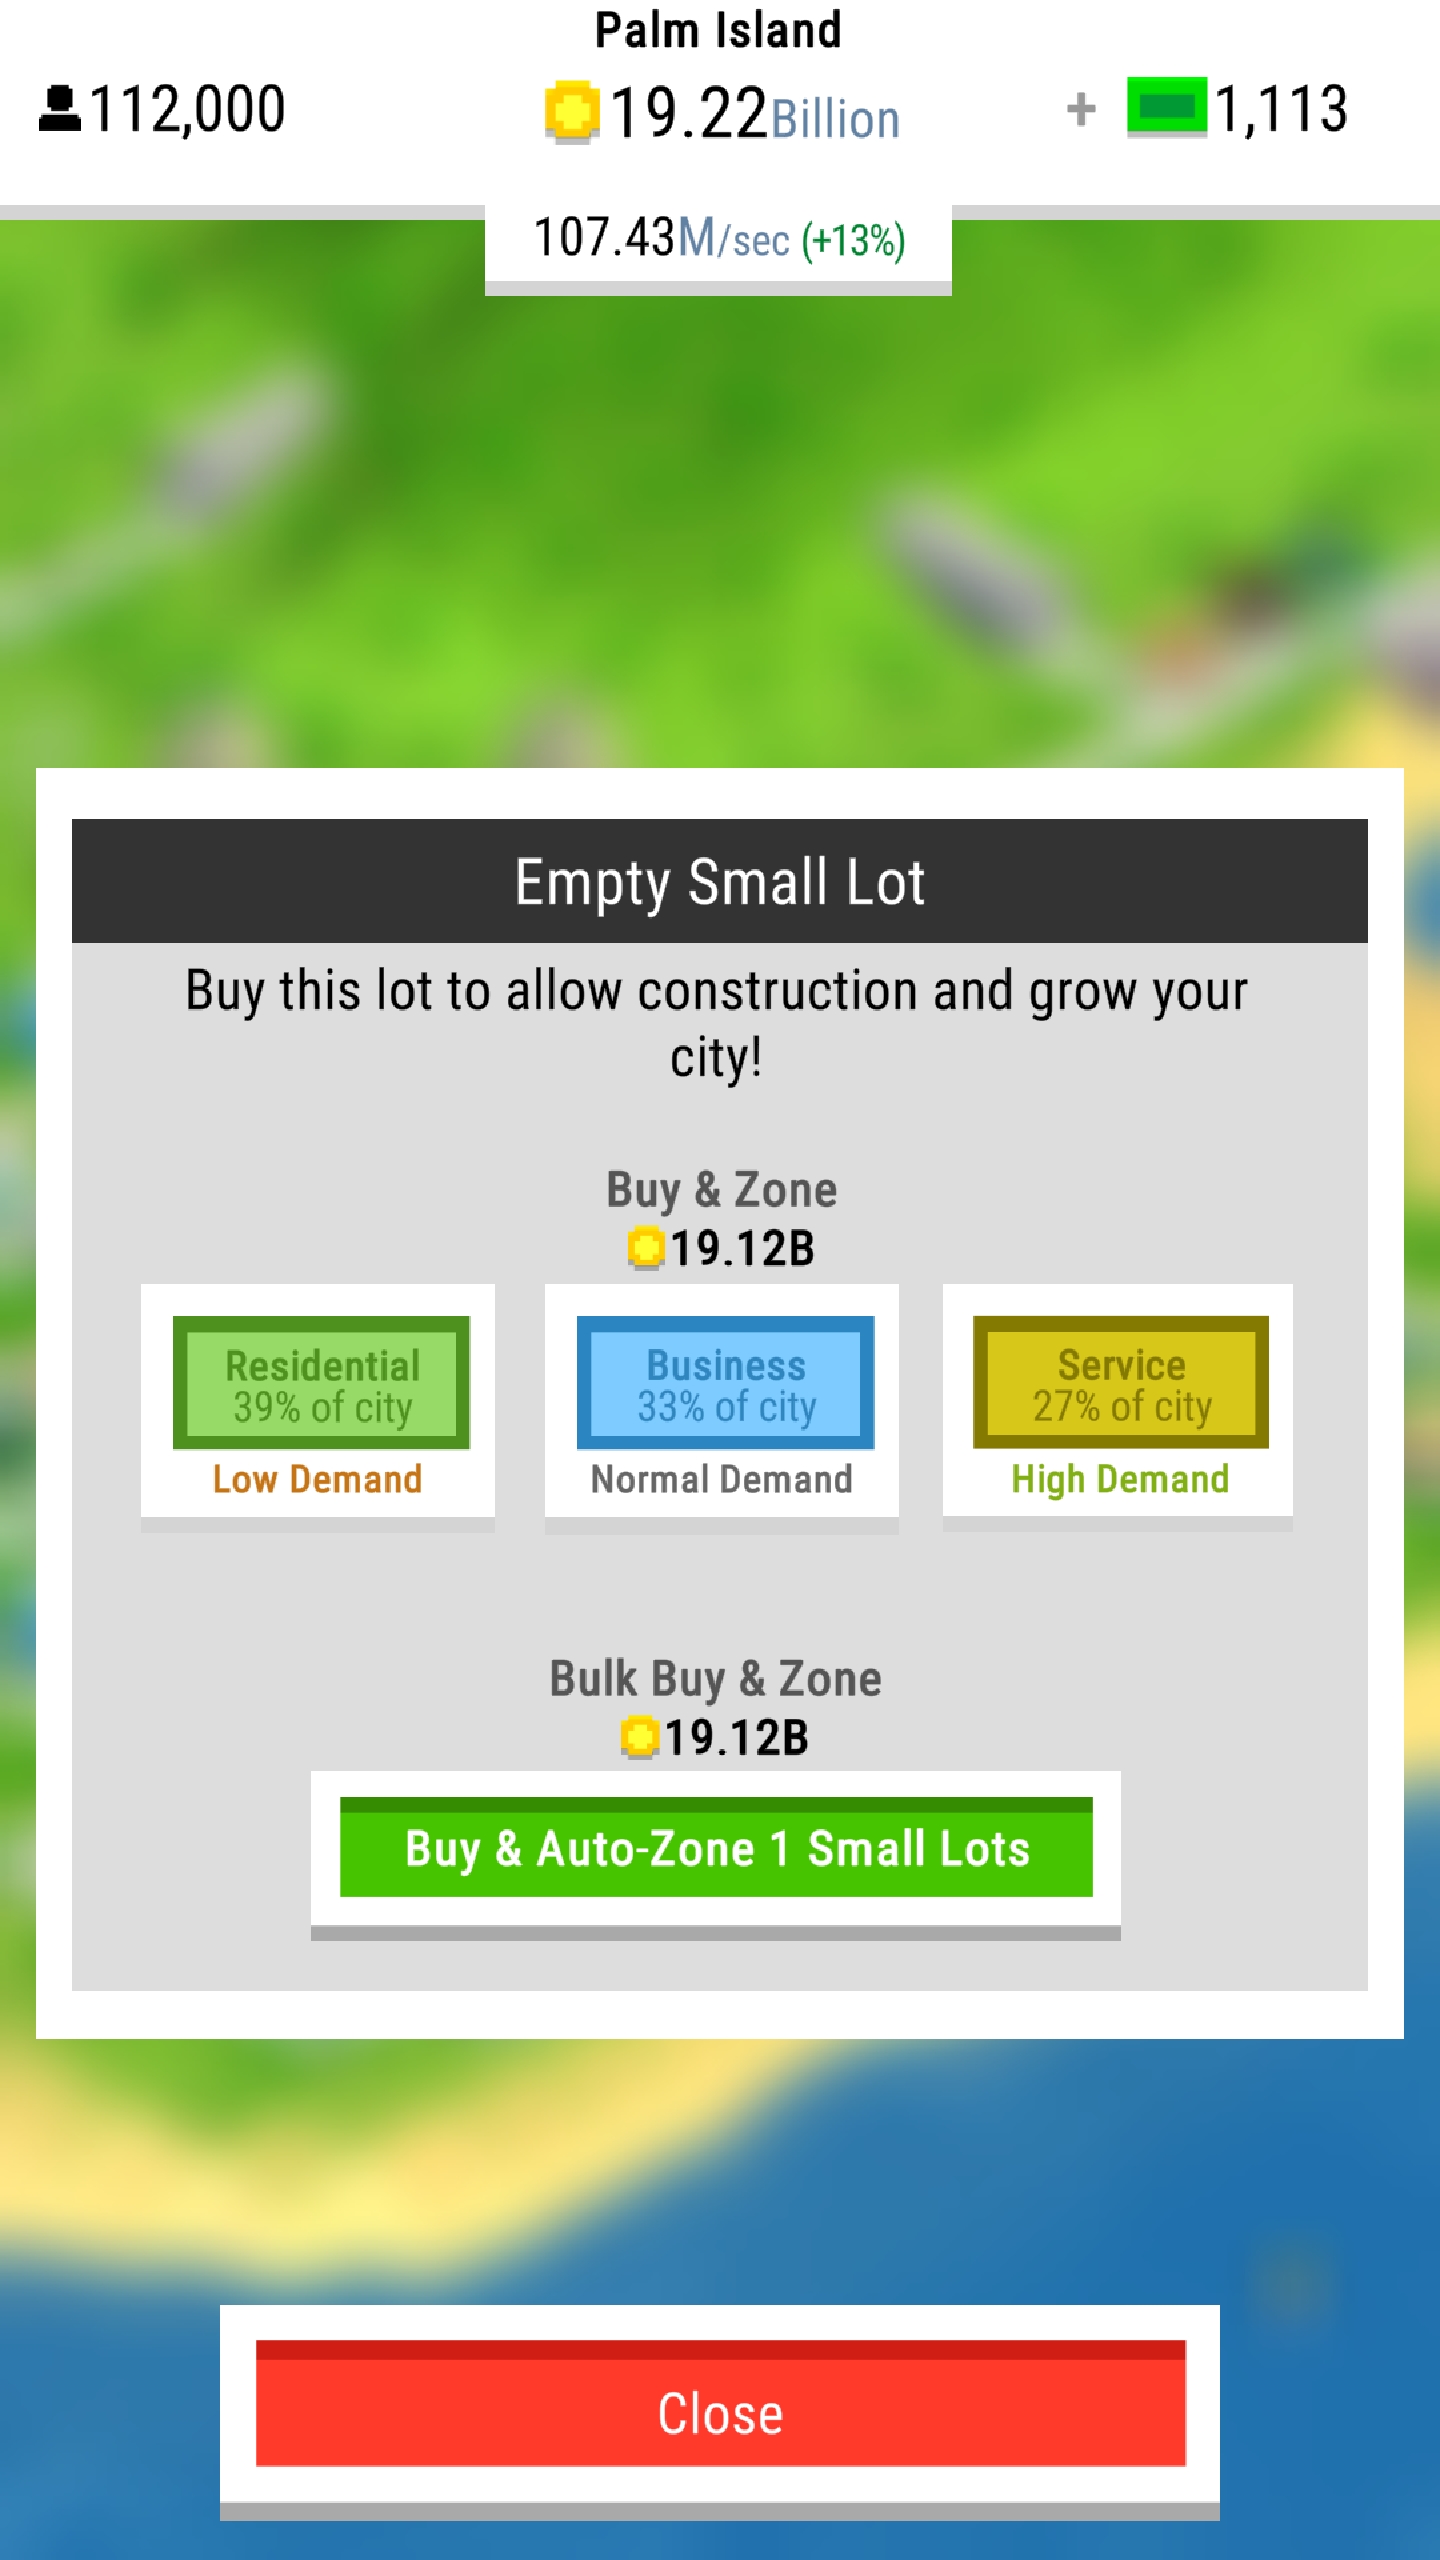 Palm Island
112,000
19.22Billion
+ 1,113
107.43M/sec (+13%)
Empty Small Lot
Buy this lot to allow construction and grow your
city!
Buy & Zone
19.12B
Residential
39% of city
Low Demand
Business
33% of city
Normal Demand
Service
27% of city
High Demand
Bulk Buy & Zone
19.12B
Buy & Auto-Zone 1 Small Lots
Close